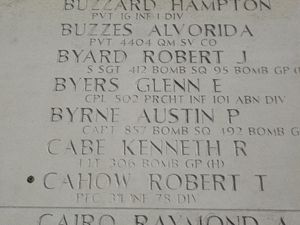 BUZZARD HAMPTON
PVT 16 INF 1 DIV
BUZZES ALVORIDA
PVT 4404 QM SV CO
BYARD ROBERT J
S SGT 412 BOMB SQ 95 BOMB GP (H
BYERS GLENN E
CPL 502 PRCHT INF 101 ABN DIV
BYRNE AUSTIN P
CAPT 857 BOMB SQ 492 BOMB G
CABE KENNETH R
1 LT 306 BOMB GP (H)
CAHOW ROBERT T
PFC 311 INF 78 DIV
CAIRO RAYMOND A